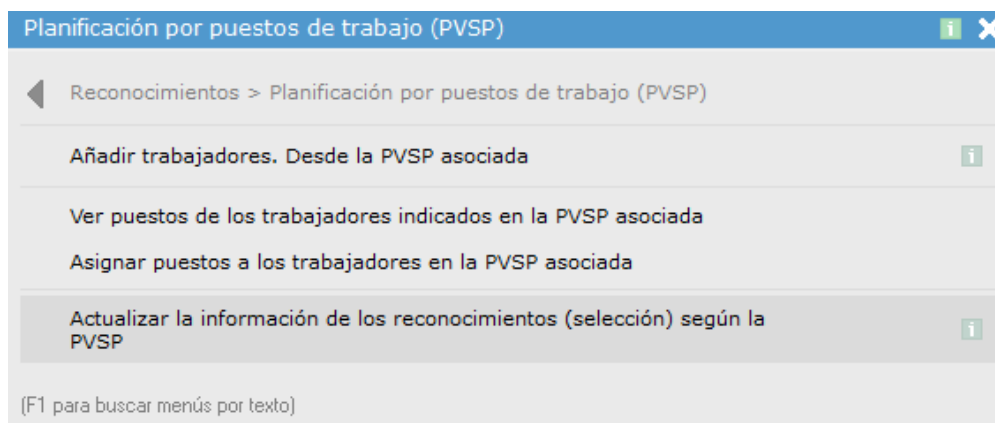 Planificación por puestos de trabajo (PVSP)
Reconocimientos > Planificación por puestos de trabajo (PVSP)
Añadir trabajadores. Desde la PVSP asociada
Ver puestos de los trabajadores indicados en la PVSP asociada
Asignar puestos a los trabajadores en la PVSP asociada
Actualizar la información de los reconocimientos (selección) según la
PVSP
(F1 para buscar menús por texto)